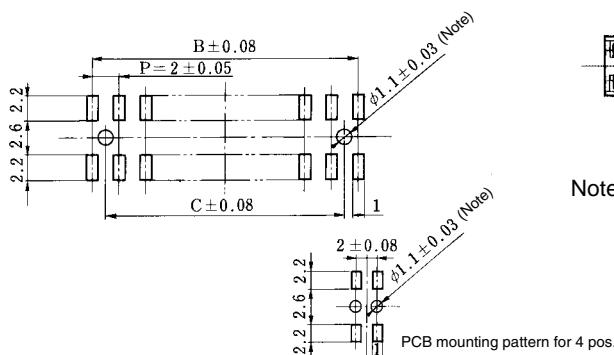 B±0.08
P=2±0.05
φ1.1±0.03 (Note)
2.2
2.6
2.2
C±0.08
1
Note
2±0.08
φ1.1±0.03 (Note)
2.2
2.6
2.2
1
PCB mounting pattern for 4 pos.